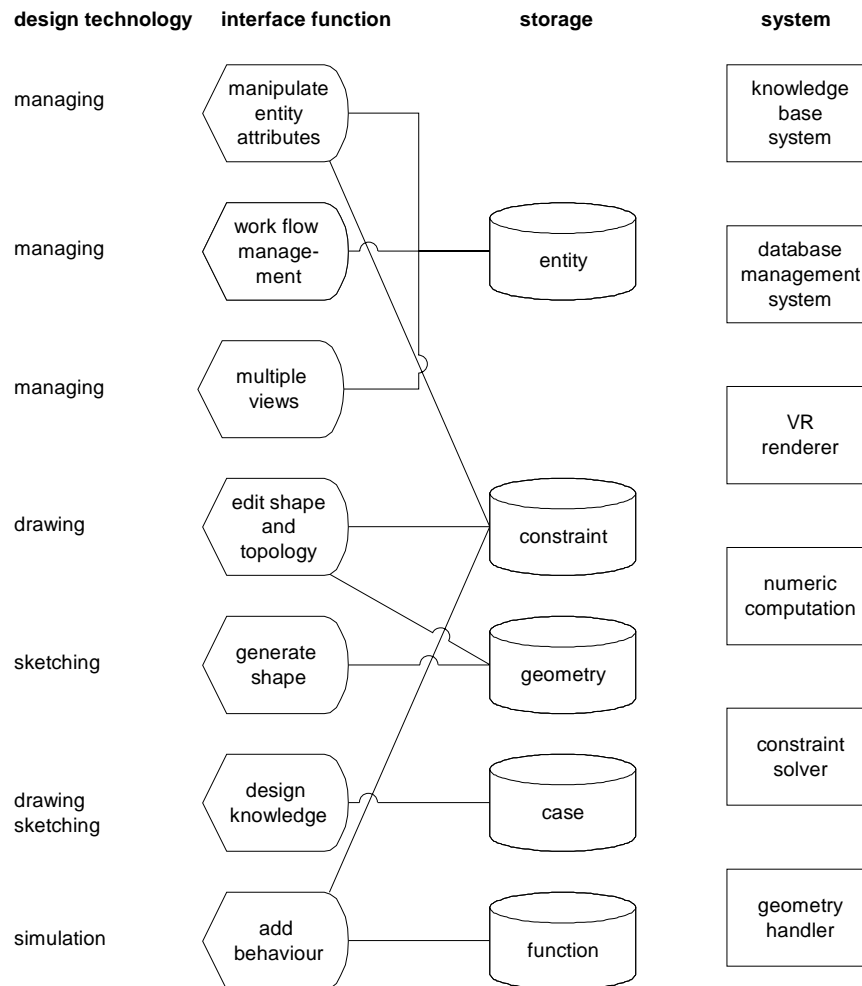 design technology interface function storage system
managing
manipulate
entity
attributes
knowledge
base
system
managing
work flow
manage-
ment
entity
database
management
system
managing
multiple
views
VR
renderer
drawing
edit shape
and
topology
constraint
numeric
computation
sketching
generate
shape
geometry
constraint
solver
drawing
sketching
design
knowledge
case
simulation
add
behaviour
function
geometry
handler